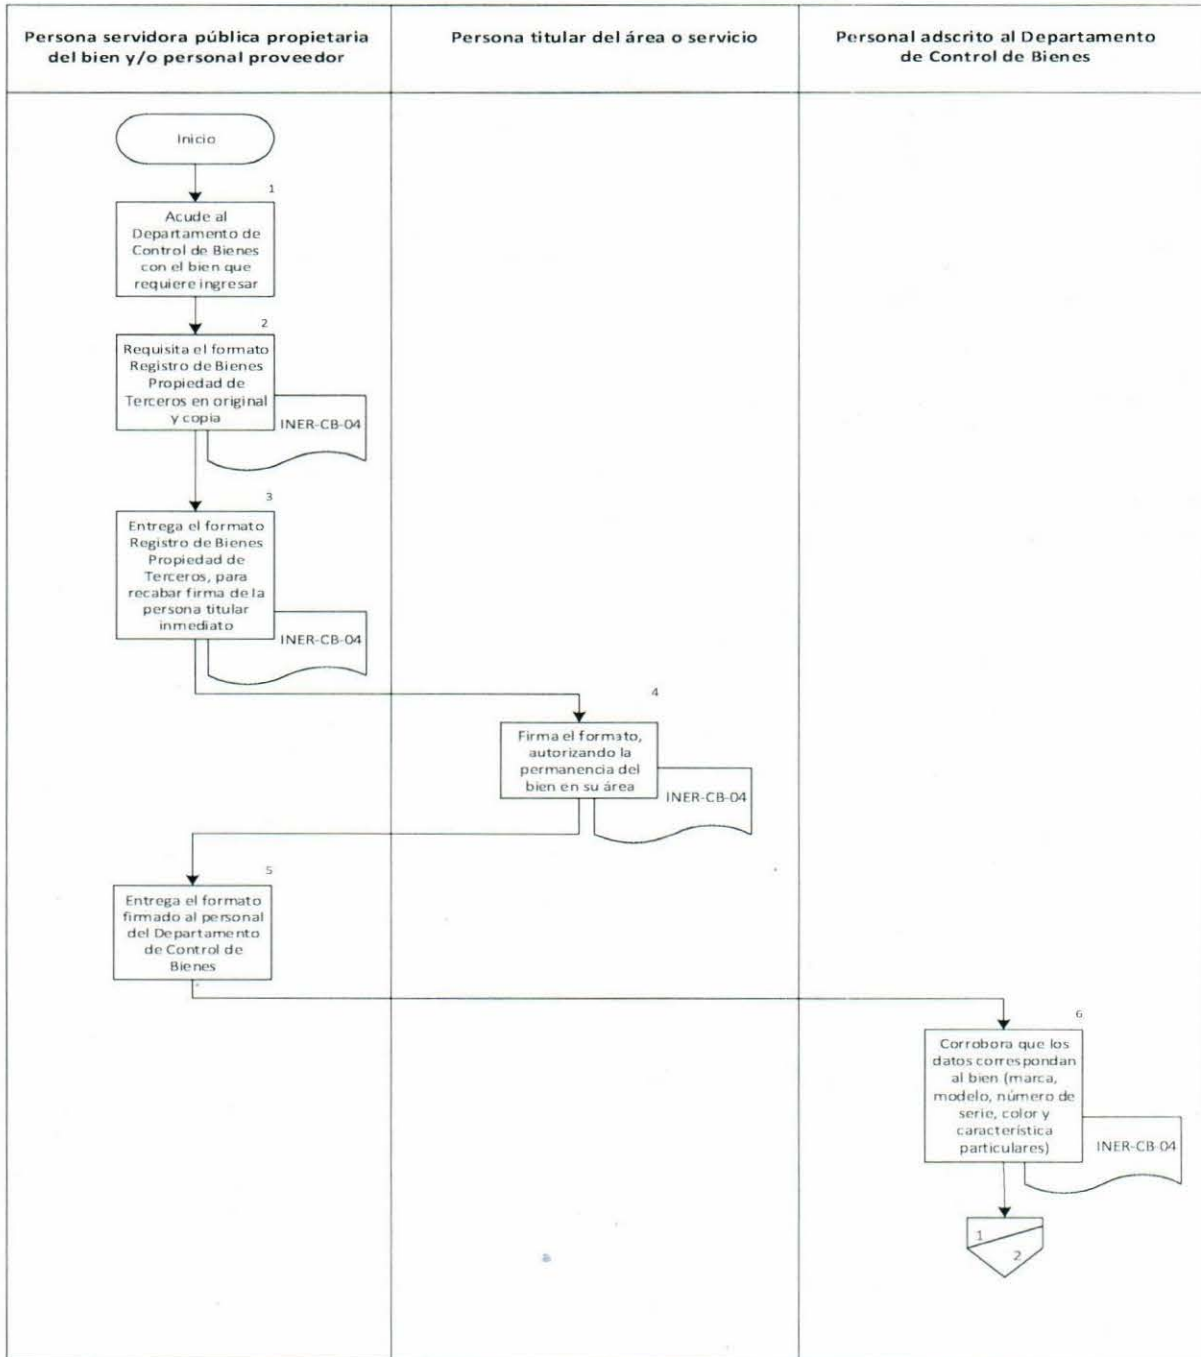 Persona servidora pública propietaria
del bien y/o personal proveedor
Persona titular del área o servicio
Personal adscrito al Departamento
de Control de Bienes
Inicio
1
Acude al
Departamento de
Control de Bienes
con el bien que
requiere ingresar
2
Requisita el formato
Registro de Bienes
Propiedad de
Terceros en original
y copia
INER-CB-04
3
Entrega el formato
Registro de Bienes
Propiedad de
Terceros, para
recabar firma de la
persona titular
inmediato
INER-CB-04
4
Firma el formato,
autorizando la
permanencia del
bien en su área
INER-CB-04
5
Entrega el formato
firmado al personal
del Departamento
de Control de
Bienes
6
Corrobora que los
datos correspondan
al bien (marca,
modelo, número de
serie, color y
característica
particulares)
INER-CB-04
1
2